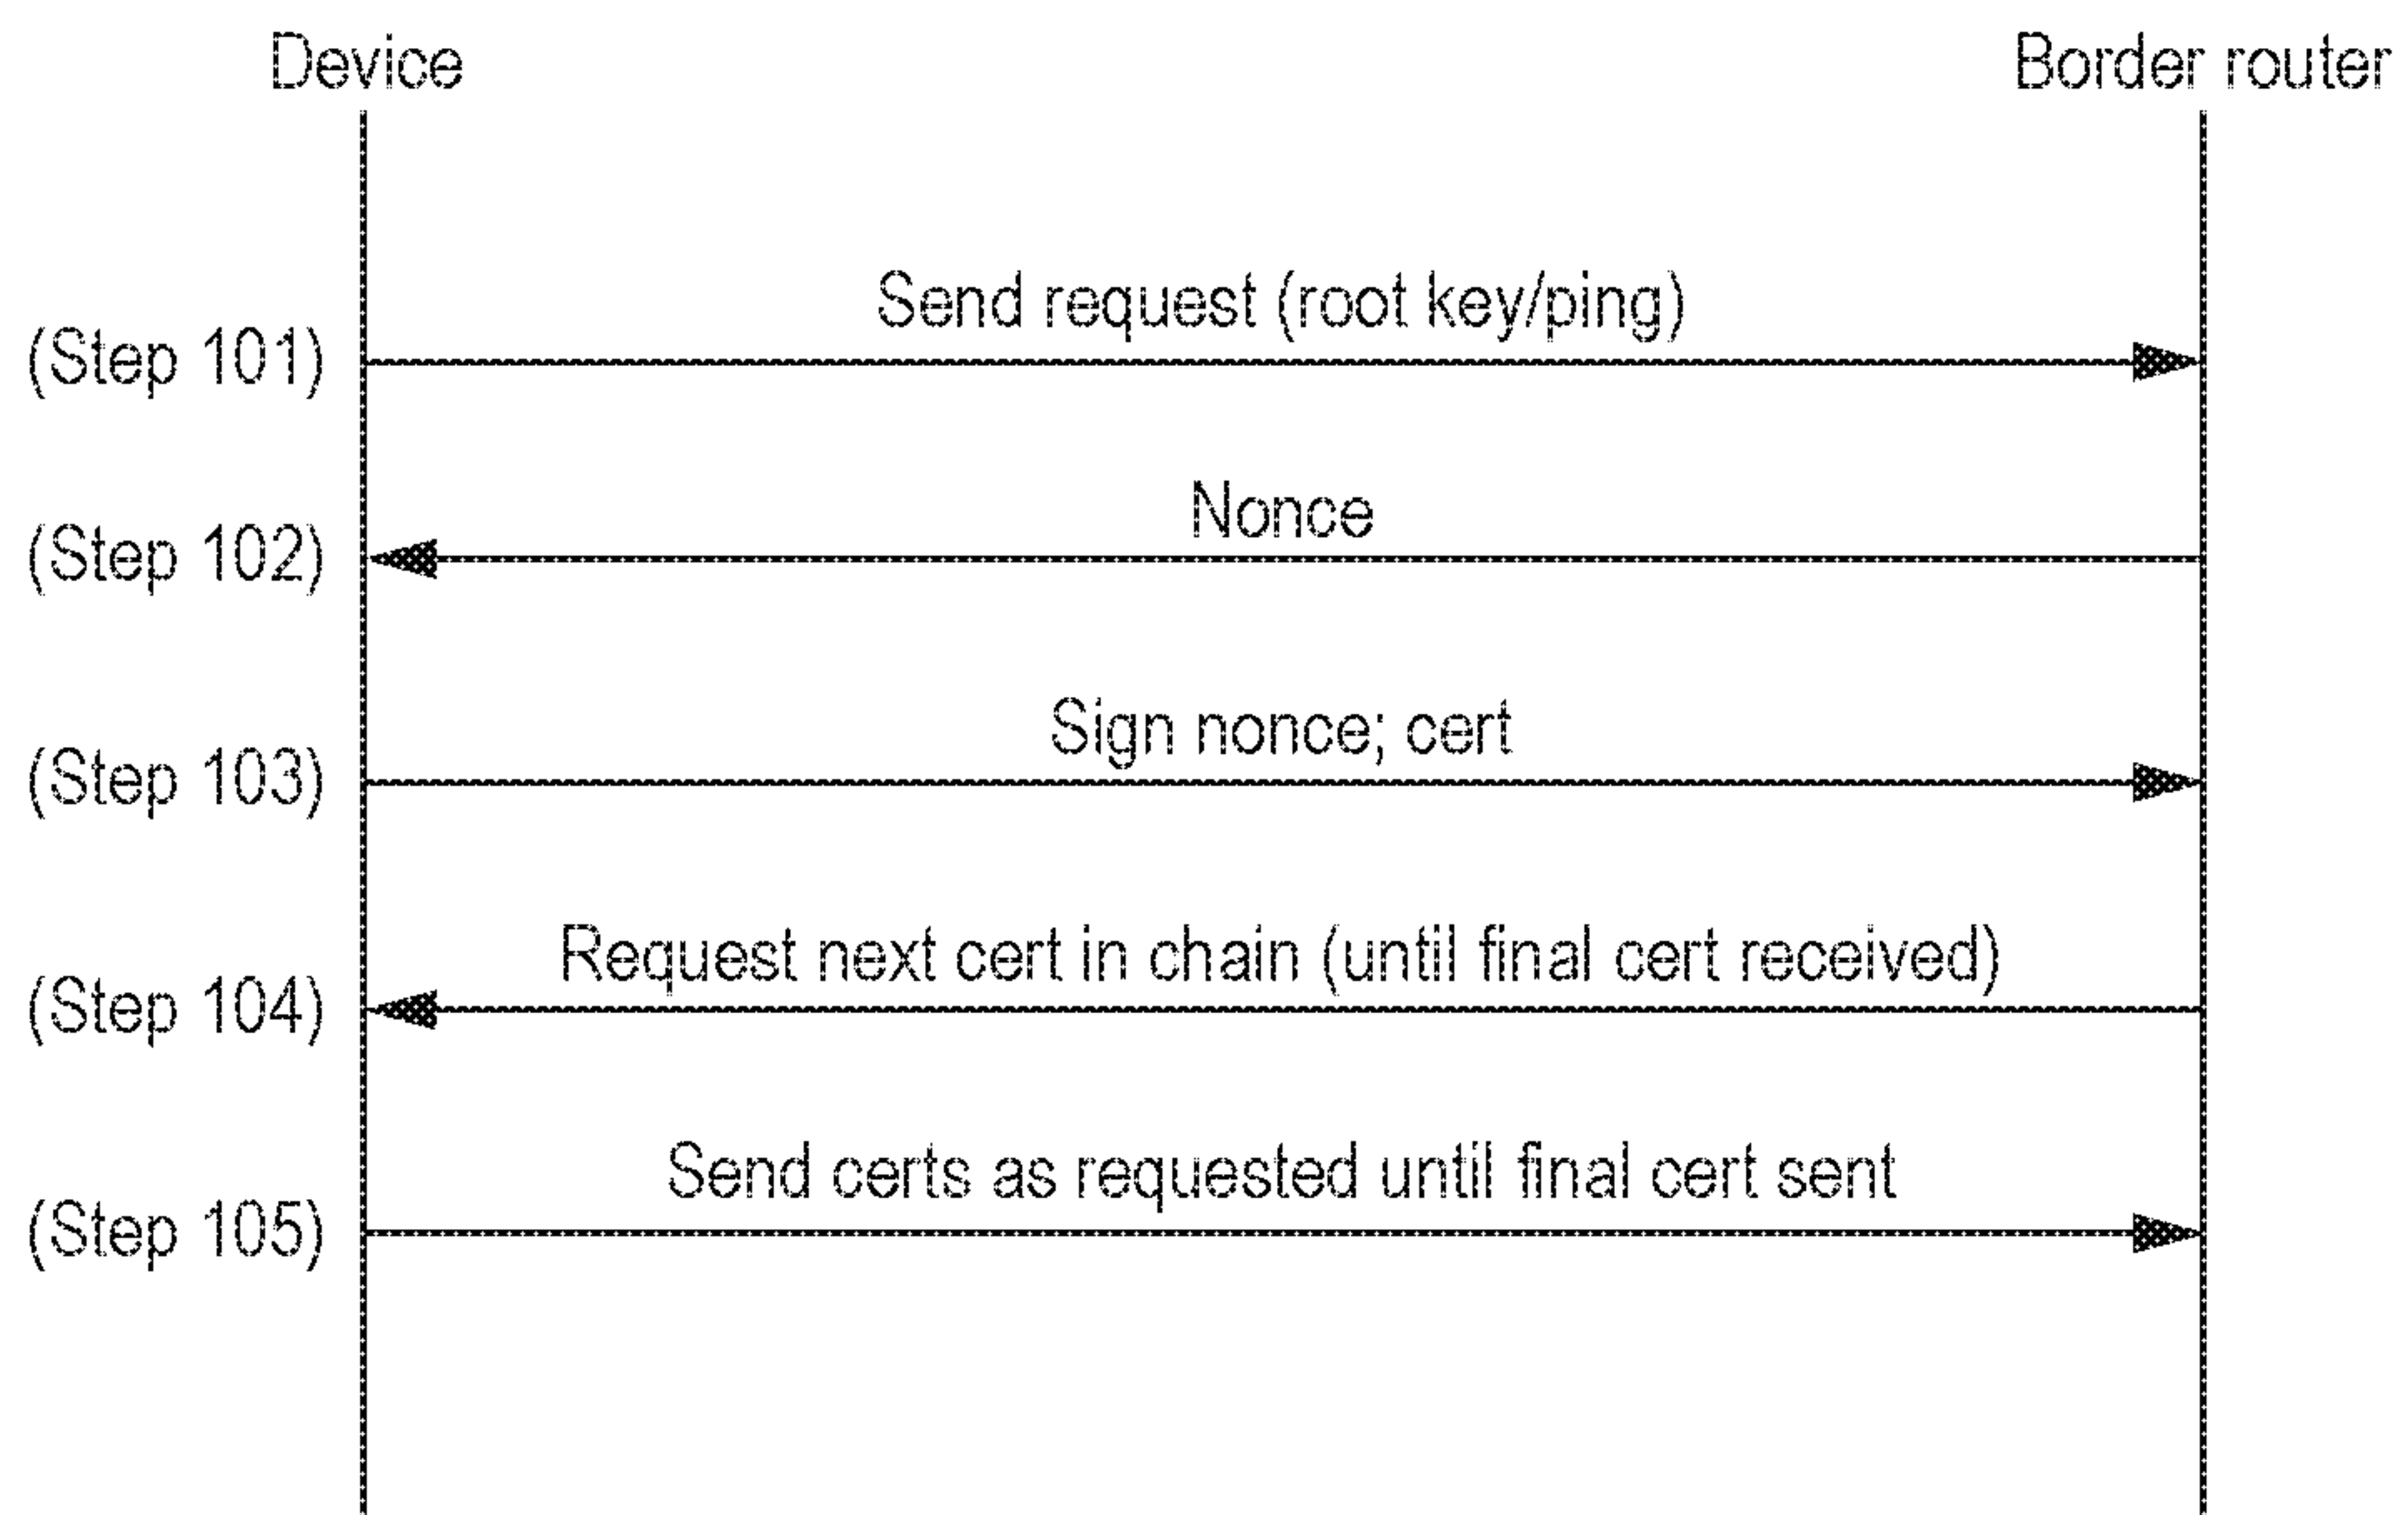 Device
Border router
Send request (root key/ping)
(Step 101)
Nonce
(Step 102)
Sign nonce; cert
(Step 103)
Request next cert in chain (until final cert received)
(Step 104)
Send certs as requested until final cert sent
(Step 105)